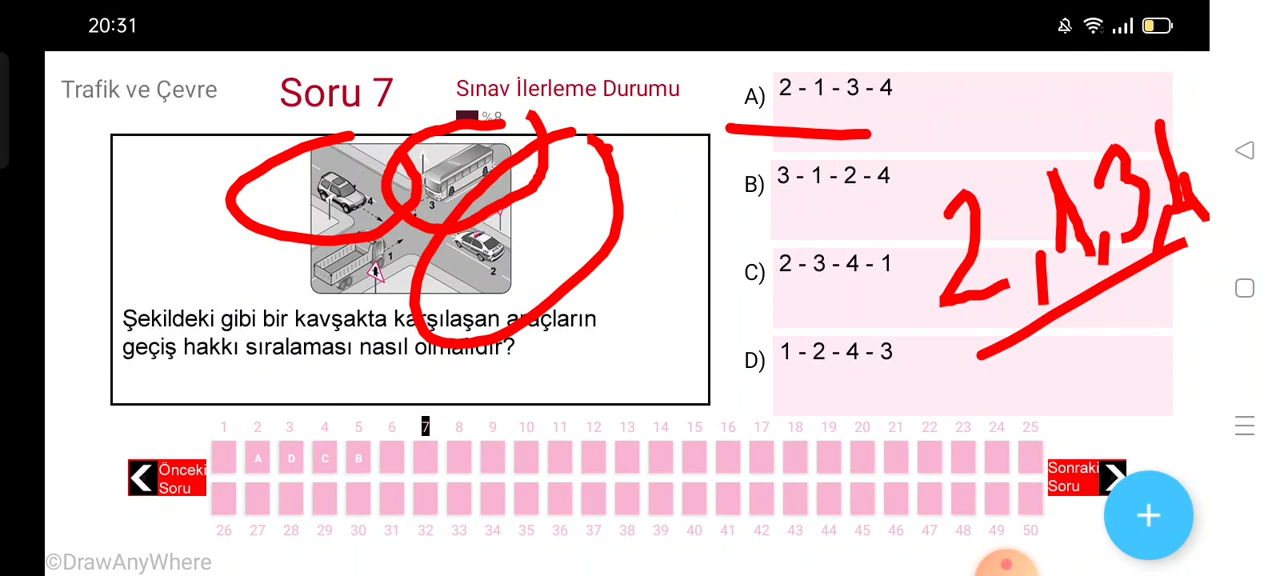 20:31
Trafik ve Çevre
Soru 7
Sınav İlerleme Durumu
%8
4
3
1
2
Şekildeki gibi bir kavşakta karşılaşan araçların
geçiş hakkı sıralaması nasıl olmalıdır?
A) 2 - 1 - 3 - 4
B) 3 - 1 - 2 - 4
C) 2 - 3 - 4 - 1
D) 1 - 2 - 4 - 3
2, 1, 3, 4
1 2 3 4 5 6 7 8 9 10 11 12 13 14 15 16 17 18 19 20 21 22 23 24 25
A D C B
Önceki
Soru
Sonraki
Soru
26 27 28 29 30 31 32 33 34 35 36 37 38 39 40 41 42 43 44 45 46 47 48 49 50
+
©DrawAnyWhere